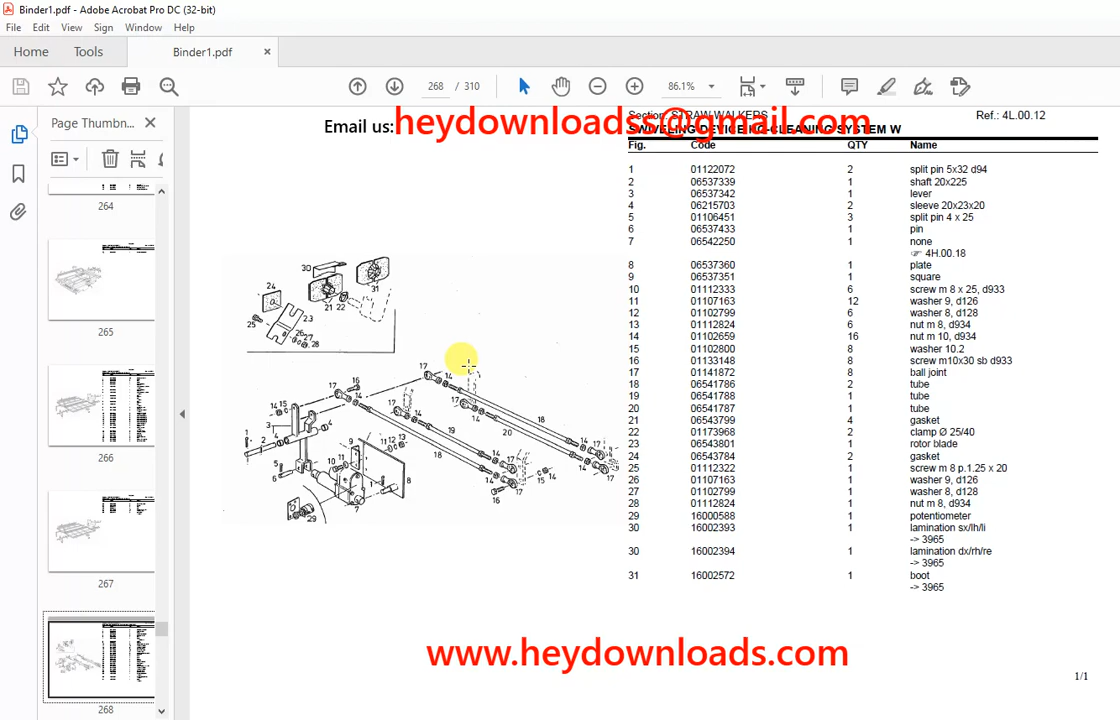 Binder1.pdf - Adobe Acrobat Pro DC (32-bit)
File Edit View Sign Window Help
Home Tools Binder1.pdf ×
268 / 310 86.1%
Page Thumbn... ×
264
265
266
267
268
Email us: heydownloadss@gmail.com
Section: STRAW WALKERS Ref.: 4L.00.12
SWIVELING DEVICE HC-CLEANING SYSTEM W
Fig. Code QTY Name
1 01122072 2 split pin 5x32 d94
2 06537339 1 shaft 20x225
3 06537342 1 lever
4 06215703 2 sleeve 20x23x20
5 01106451 3 split pin 4 x 25
6 06537433 1 pin
7 06542250 1 none
☞ 4H.00.18
8 06537360 1 plate
9 06537351 1 square
10 01112333 6 screw m 8 x 25, d933
11 01107163 12 washer 9, d126
12 01102799 6 washer 8, d128
13 01112824 6 nut m 8, d934
14 01102659 16 nut m 10, d934
15 01102800 8 washer 10.2
16 01133148 8 screw m10x30 sb d933
17 01141872 8 ball joint
18 06541786 2 tube
19 06541788 1 tube
20 06541787 1 tube
21 06543799 4 gasket
22 01173968 2 clamp Ø 25/40
23 06543801 1 rotor blade
24 06543784 2 gasket
25 01112322 1 screw m 8 p.1.25 x 20
26 01107163 1 washer 9, d126
27 01102799 1 washer 8, d128
28 01112824 1 nut m 8, d934
29 16000588 1 potentiometer
30 16002393 1 lamination sx/lh/li
-> 3965
30 16002394 1 lamination dx/rh/re
-> 3965
31 16002572 1 boot
-> 3965
www.heydownloads.com
1/1